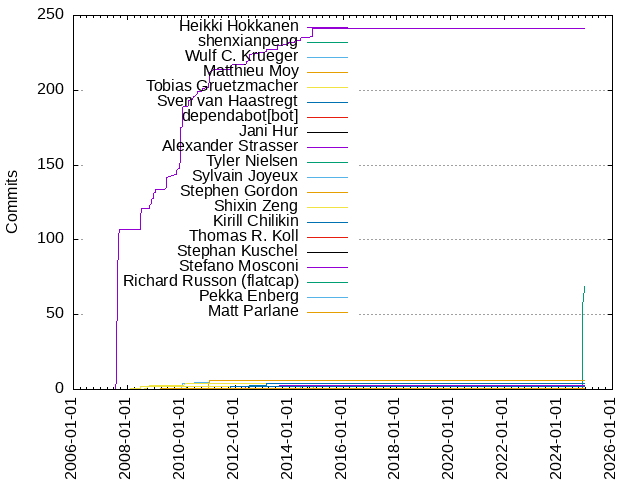 250
200
150
100
50
0
Commits
Heikki Hokkanen
shenxianpeng
Wulf C. Krueger
Matthieu Moy
Tobias Gruetzmacher
Sven van Haastregt
dependabot[bot]
Jani Hur
Alexander Strasser
Tyler Nielsen
Sylvain Joyeux
Stephen Gordon
Shixin Zeng
Kirill Chilikin
Thomas R. Koll
Stephan Kuschel
Stefano Mosconi
Richard Russon (flatcap)
Pekka Enberg
Matt Parlane
2006-01-01
2008-01-01
2010-01-01
2012-01-01
2014-01-01
2016-01-01
2018-01-01
2020-01-01
2022-01-01
2024-01-01
2026-01-01